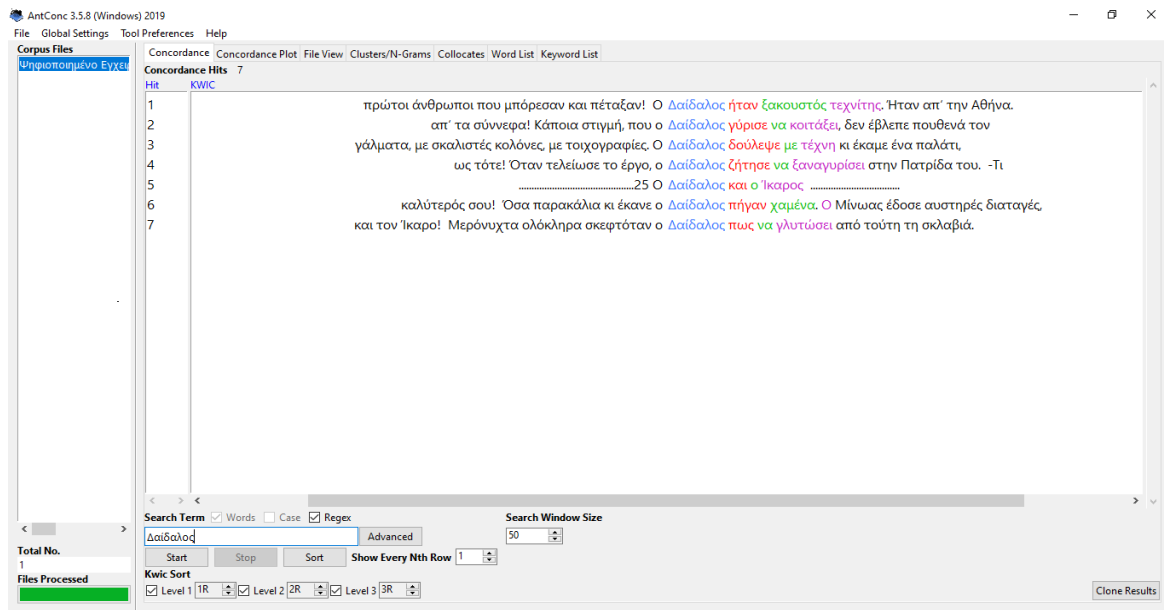 AntConc 3.5.8 (Windows) 2019
File Global Settings Tool Preferences Help
Corpus Files
Ψηφιοποιημένο Εγχει
Concordance Concordance Plot File View Clusters/N-Grams Collocates Word List Keyword List
Concordance Hits 7
Hit KWIC
1 πρώτοι άνθρωποι που μπόρεσαν και πέταξαν! Ο Δαίδαλος ήταν ξακουστός τεχνίτης. Ήταν απ' την Αθήνα.
2 απ' τα σύννεφα! Κάποια στιγμή, που ο Δαίδαλος γύρισε να κοιτάξει, δεν έβλεπε πουθενά τον
3 γάλματα, με σκαλιστές κολόνες, με τοιχογραφίες. Ο Δαίδαλος δούλεψε με τέχνη κι έκαμε ένα παλάτι,
4 ως τότε! Όταν τελείωσε το έργο, ο Δαίδαλος ζήτησε να ξαναγυρίσει στην Πατρίδα του. -Τι
5 .............................................25 Ο Δαίδαλος και ο Ίκαρος ...................................
6 καλύτερός σου! Όσα παρακάλια κι έκανε ο Δαίδαλος πήγαν χαμένα. Ο Μίνωας έδοσε αυστηρές διαταγές,
7 και τον Ίκαρο! Μερόνυχτα ολόκληρα σκεφτόταν ο Δαίδαλος πως να γλυτώσει από τούτη τη σκλαβιά.
Search Term Words Case Regex Search Window Size
Δαίδαλος Advanced 50
Start Stop Sort Show Every Nth Row 1
Total No.
1
Files Processed
Kwic Sort
Level 1 1R Level 2 2R Level 3 3R Clone Results